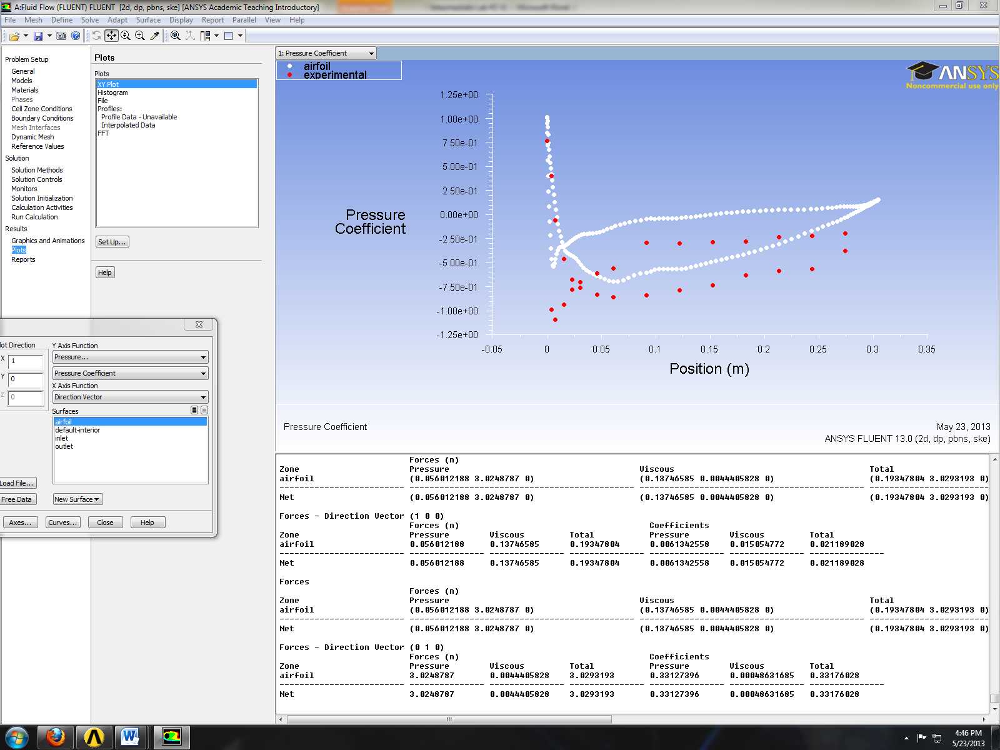 A:Fluid Flow (FLUENT) FLUENT [2d, dp, pbns, ske] [ANSYS Academic Teaching Introductory]
File Mesh Define Solve Adapt Surface Display Report Parallel View Help
Problem Setup
General
Models
Materials
Phases
Cell Zone Conditions
Boundary Conditions
Mesh Interfaces
Dynamic Mesh
Reference Values
Solution
Solution Methods
Solution Controls
Monitors
Solution Initialization
Calculation Activities
Run Calculation
Results
Graphics and Animations
Plots
Reports
Plots
Plots
XY Plot
Histogram
File
Profiles:
Profile Data - Unavailable
Interpolated Data
FFT
Set Up...
Help
lot Direction
X 1
Y 0
Z 0
Y Axis Function
Pressure...
Pressure Coefficient
X Axis Function
Direction Vector
Surfaces
airfoil
default-interior
inlet
outlet
Load File...
Free Data
New Surface
Axes... Curves... Close Help
1: Pressure Coefficient
airfoil
experimental
ANSYS
Noncommercial use only
1.25e+00
1.00e+00
7.50e-01
5.00e-01
2.50e-01
0.00e+00
-2.50e-01
-5.00e-01
-7.50e-01
-1.00e+00
-1.25e+00
Pressure
Coefficient
-0.05 0 0.05 0.1 0.15 0.2 0.25 0.3 0.35
Position (m)
Pressure Coefficient
May 23, 2013
ANSYS FLUENT 13.0 (2d, dp, pbns, ske)
Forces (n)
Zone Pressure Viscous Total
airfoil (0.056012188 3.0248787 0) (0.13746585 0.0044405828 0) (0.19347804 3.0293193 0)
Net (0.056012188 3.0248787 0) (0.13746585 0.0044405828 0) (0.19347804 3.0293193 0)
Forces - Direction Vector (1 0 0)
Forces (n) Coefficients
Zone Pressure Viscous Total Pressure Viscous Total
airfoil 0.056012188 0.13746585 0.19347804 0.0061342558 0.015054772 0.021189028
Net 0.056012188 0.13746585 0.19347804 0.0061342558 0.015054772 0.021189028
Forces
Forces (n)
Zone Pressure Viscous Total
airfoil (0.056012188 3.0248787 0) (0.13746585 0.0044405828 0) (0.19347804 3.0293193 0)
Net (0.056012188 3.0248787 0) (0.13746585 0.0044405828 0) (0.19347804 3.0293193 0)
Forces - Direction Vector (0 1 0)
Forces (n) Coefficients
Zone Pressure Viscous Total Pressure Viscous Total
airfoil 3.0248787 0.0044405828 3.0293193 0.33127396 0.00048631685 0.33176028
Net 3.0248787 0.0044405828 3.0293193 0.33127396 0.00048631685 0.33176028
4:46 PM
5/23/2013